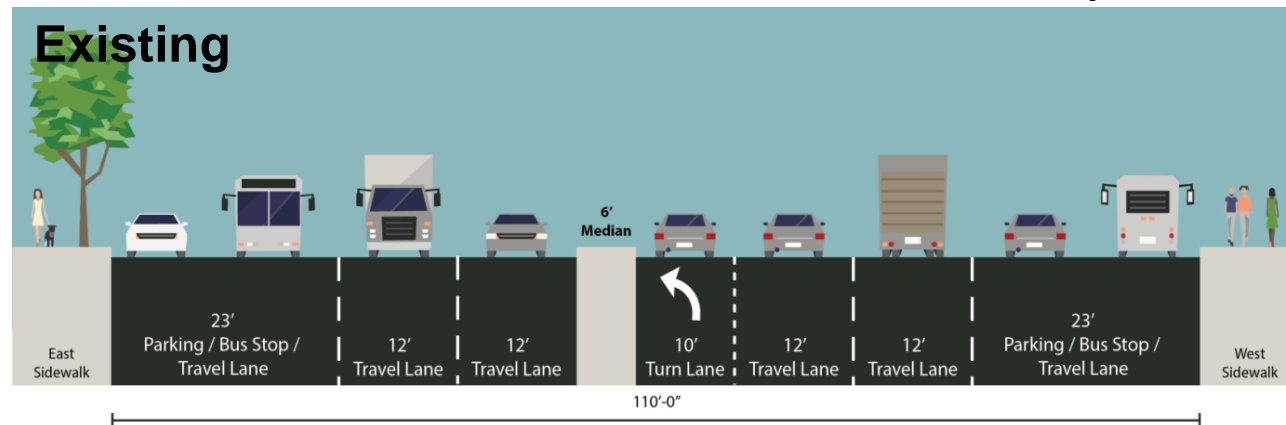 Existing
6'
Median
23'
Parking / Bus Stop /
Travel Lane
12'
Travel Lane
12'
Travel Lane
10'
Turn Lane
12'
Travel Lane
12'
Travel Lane
23'
Parking / Bus Stop /
Travel Lane
East
Sidewalk
West
Sidewalk
110'-0"